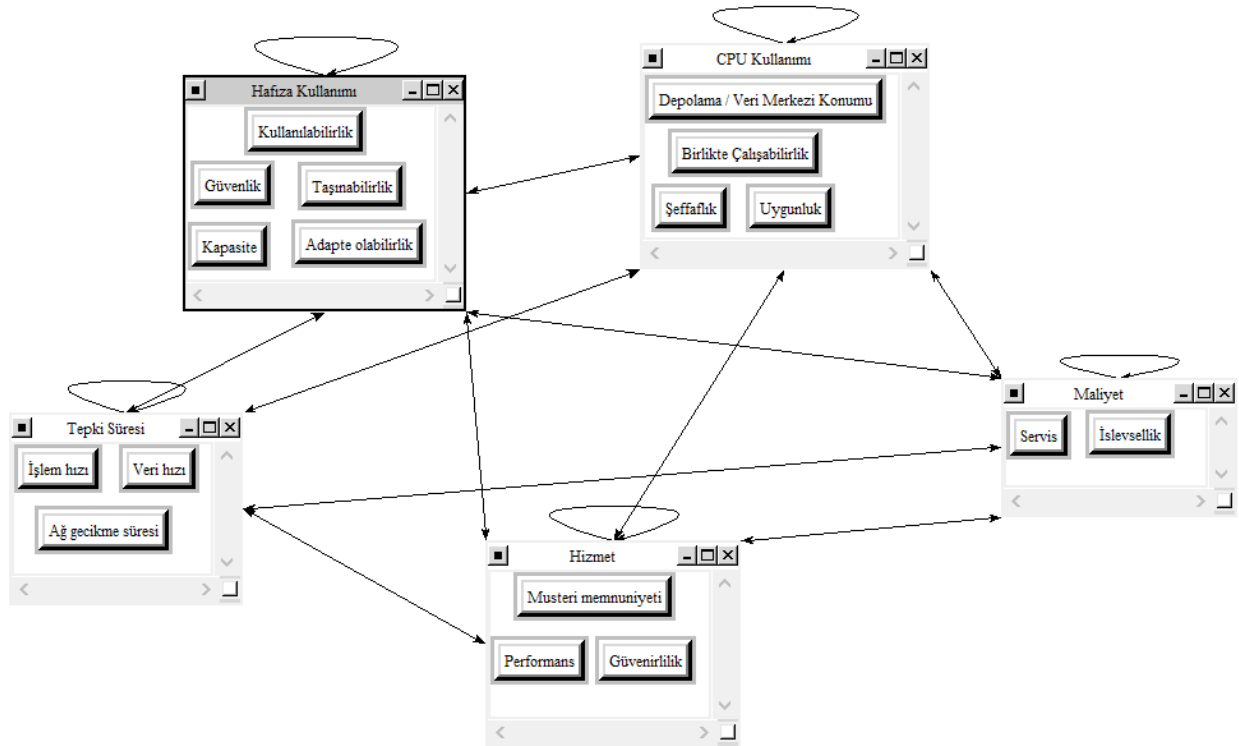 Hafıza Kullanımı
Kullanılabilirlik
Güvenlik
Taşınabilirlik
Kapasite
Adapte olabilirlik
CPU Kullanımı
Depolama / Veri Merkezi Konumu
Birlikte Çalışabilirlik
Şeffaflık
Uygunluk
Tepki Süresi
İşlem hızı
Veri hızı
Ağ gecikme süresi
Hizmet
Musteri memnuniyeti
Performans
Güvenirlilik
Maliyet
Servis
İslevsellik